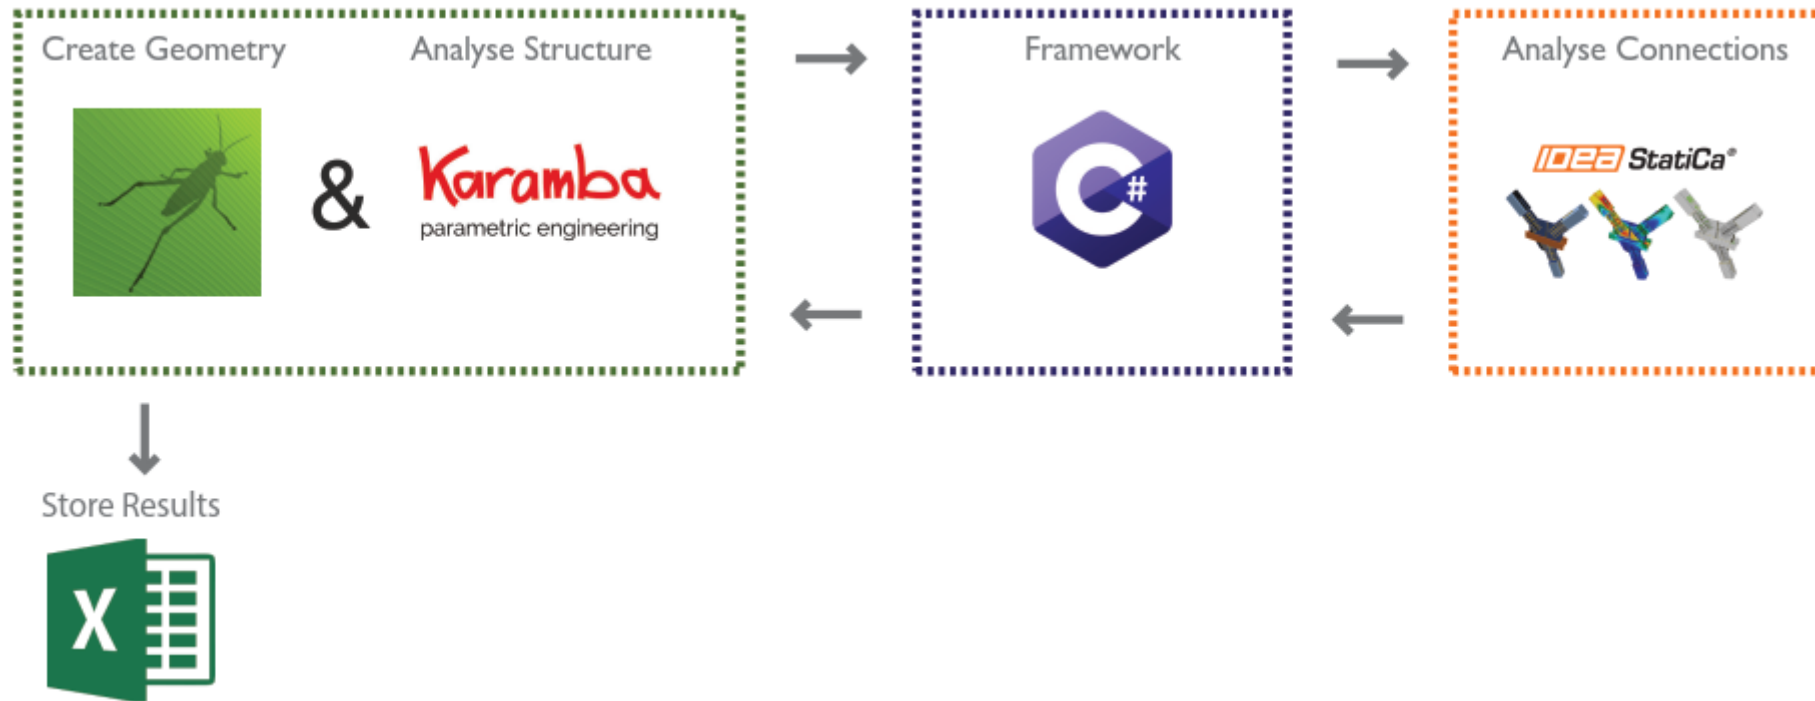 Create Geometry
Analyse Structure
Framework
Analyse Connections
&
Karamba
parametric engineering
C#
IDEA StatiCa®
Store Results
X